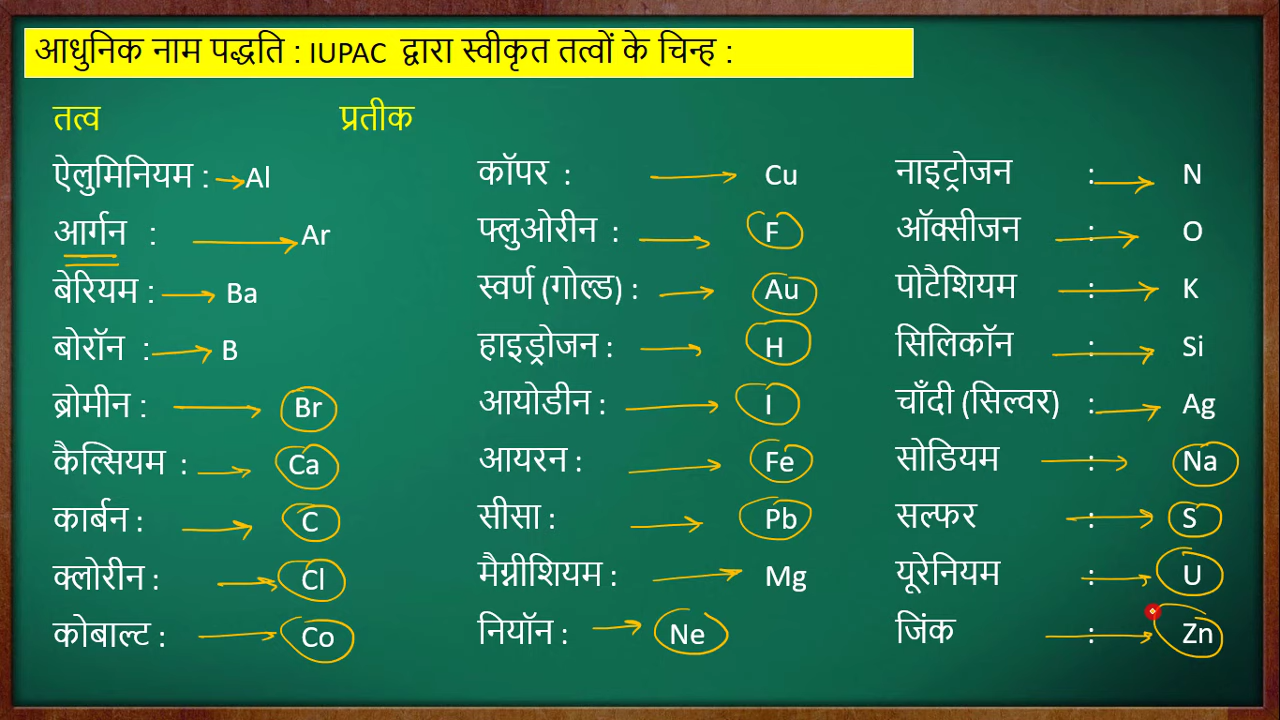 आधुनिक नाम पद्धति : IUPAC द्वारा स्वीकृत तत्वों के चिन्ह :
तत्व प्रतीक
ऐलुमिनियम : Al
आर्गन : Ar
बेरियम : Ba
बोरॉन : B
ब्रोमीन : Br
कैल्सियम : Ca
कार्बन : C
क्लोरीन : Cl
कोबाल्ट : Co
कॉपर : Cu
फ्लुओरीन : F
स्वर्ण (गोल्ड) : Au
हाइड्रोजन : H
आयोडीन : I
आयरन : Fe
सीसा : Pb
मैग्नीशियम : Mg
नियॉन : Ne
नाइट्रोजन : N
ऑक्सीजन : O
पोटैशियम : K
सिलिकॉन : Si
चाँदी (सिल्वर) : Ag
सोडियम : Na
सल्फर : S
यूरेनियम : U
जिंक : Zn